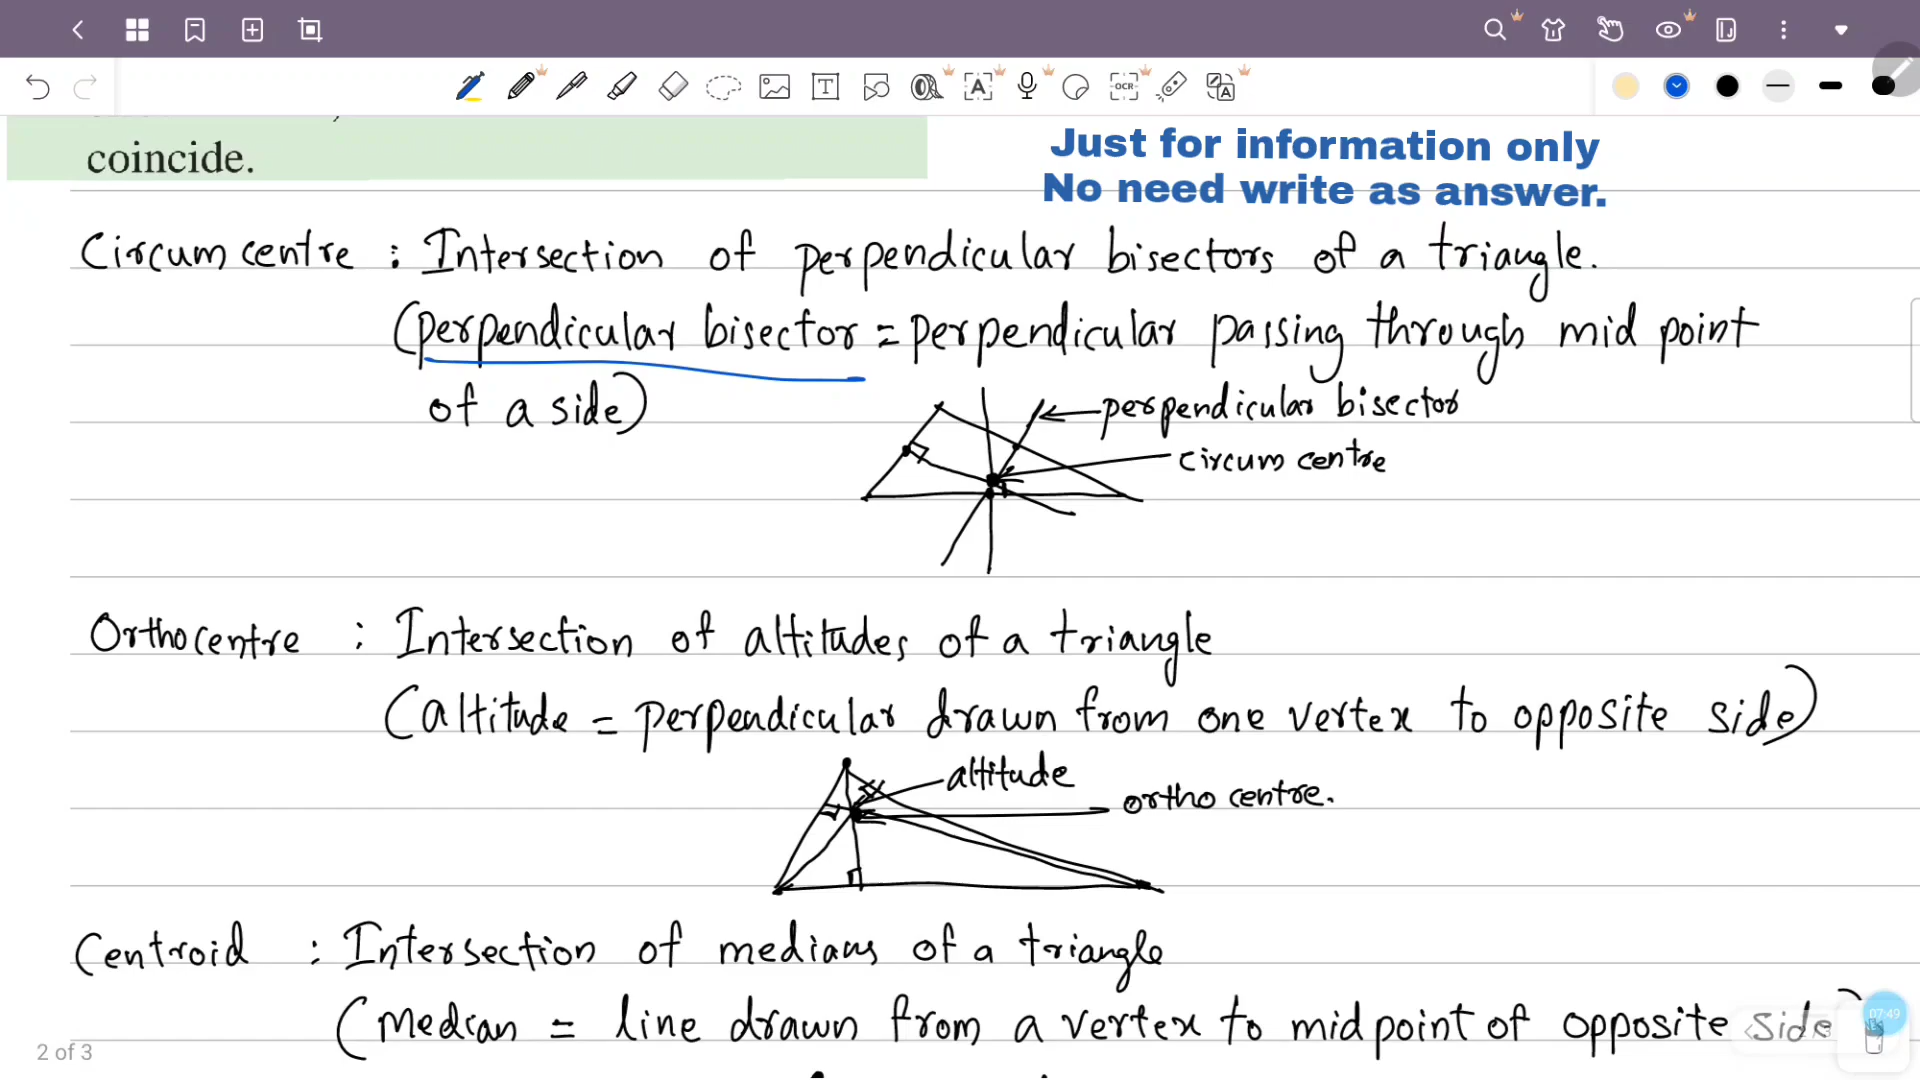 coincide.
Just for information only
No need write as answer.
Circum centre : Intersection of perpendicular bisectors of a triangle.
(perpendicular bisector = perpendicular passing through mid point
of a side)
perpendicular bisector
circum centre
Orthocentre : Intersection of altitudes of a triangle
(altitude = perpendicular drawn from one vertex to opposite side)
altitude
ortho centre.
Centroid : Intersection of medians of a triangle
(Median = line drawn from a vertex to midpoint of opposite side)
2 of 3
07:49